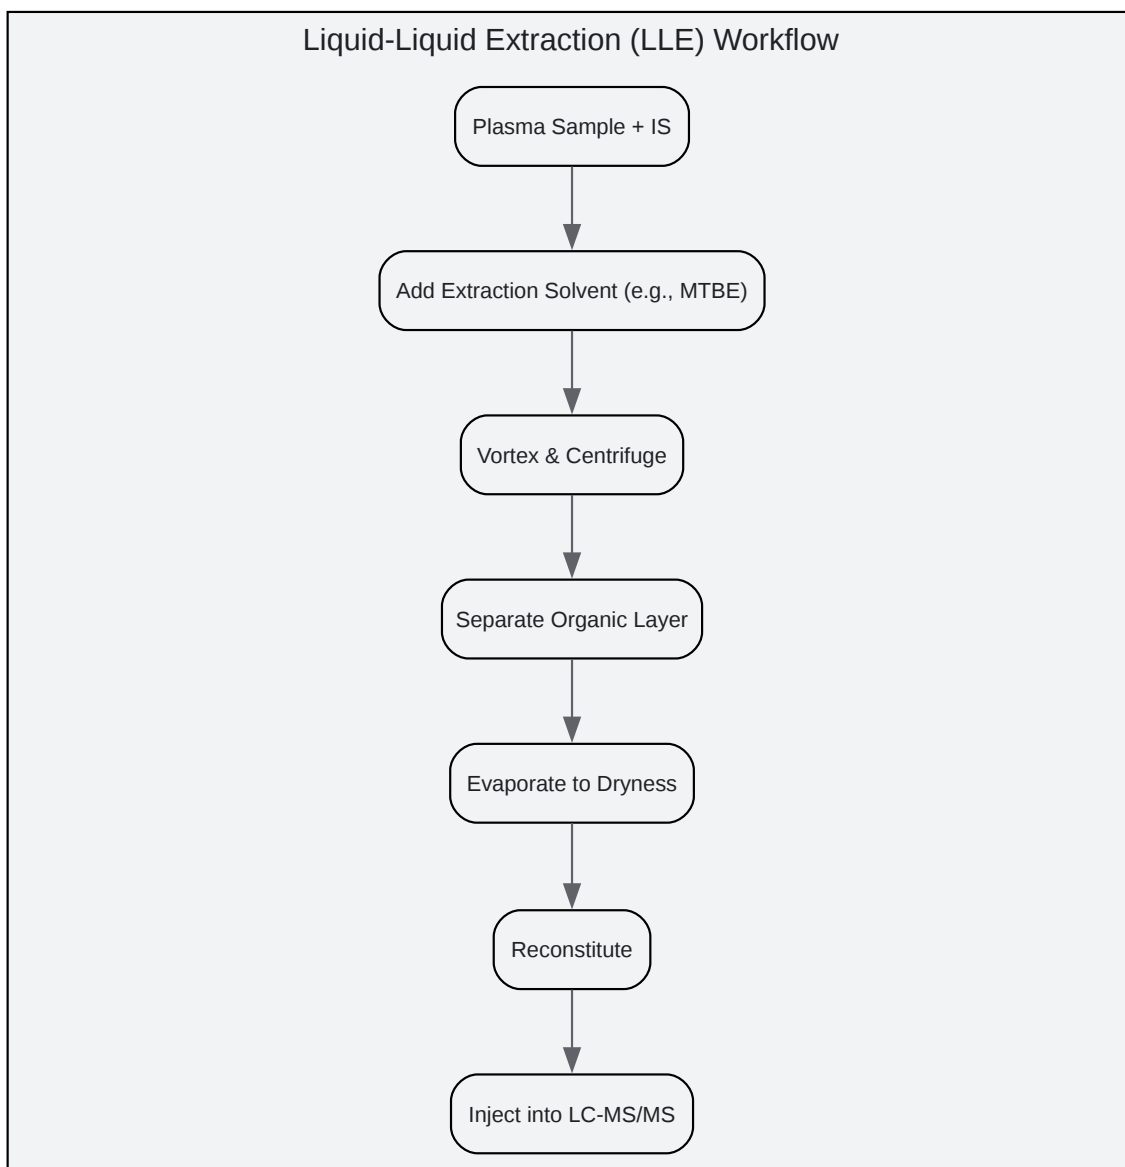 Liquid-Liquid Extraction (LLE) Workflow
Plasma Sample + IS
Add Extraction Solvent (e.g., MTBE)
Vortex & Centrifuge
Separate Organic Layer
Evaporate to Dryness
Reconstitute
Inject into LC-MS/MS